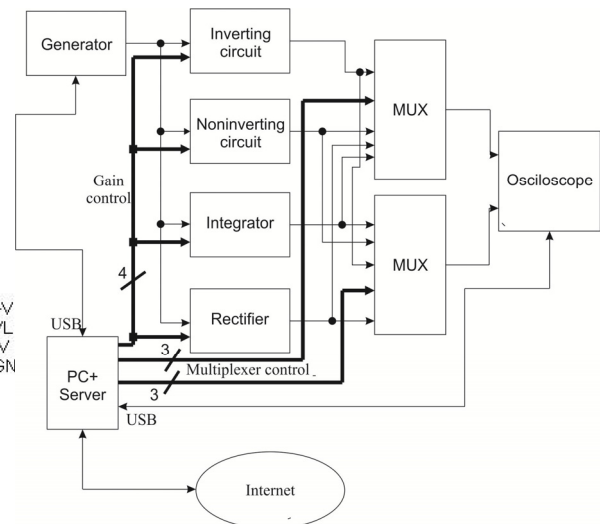 Generator
Inverting
circuit
MUX
Noninverting
circuit
Osciloscope
Gain
control
Integrator
MUX
4
Rectifier
USB
3
Multiplexer control
PC+
Server
3
USB
Internet